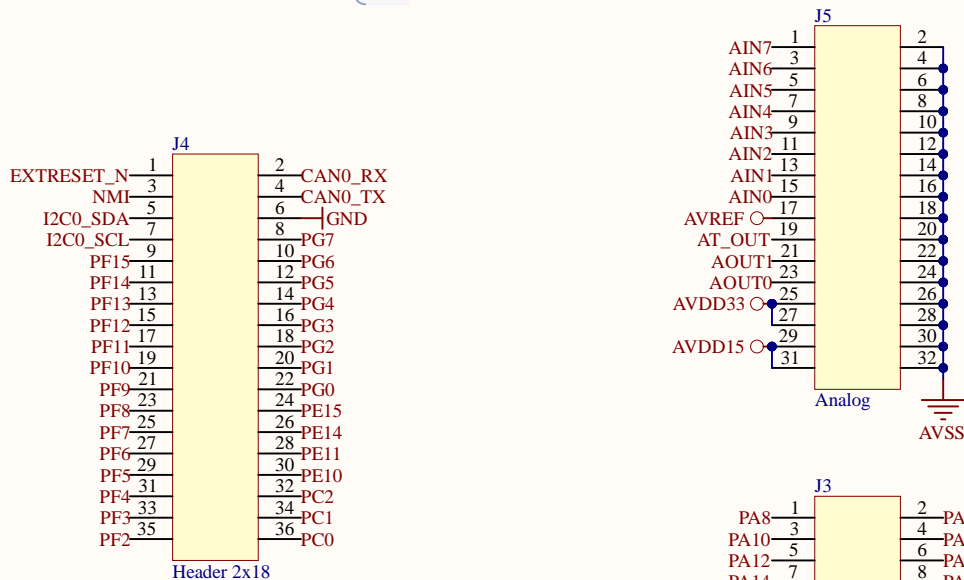 J4
EXTRESET_N 1 2 CAN0_RX
NMI 3 4 CAN0_TX
I2C0_SDA 5 6 GND
I2C0_SCL 7 8 PG7
PF15 9 10 PG6
PF14 11 12 PG5
PF13 13 14 PG4
PF12 15 16 PG3
PF11 17 18 PG2
PF10 19 20 PG1
PF9 21 22 PG0
PF8 23 24 PE15
PF7 25 26 PE14
PF6 27 28 PE11
PF5 29 30 PE10
PF4 31 32 PC2
PF3 33 34 PC1
PF2 35 36 PC0
Header 2x18
J5
AIN7 1 2
AIN6 3 4
AIN5 5 6
AIN4 7 8
AIN3 9 10
AIN2 11 12
AIN1 13 14
AIN0 15 16
AVREF 17 18
AT_OUT 19 20
AOUT1 21 22
AOUT0 23 24
AVDD33 25 26
27 28
AVDD15 29 30
31 32
Analog
AVSS
J3
PA8 1 2 PA
PA10 3 4 PA
PA12 5 6 PA
PA14 7 8 PA